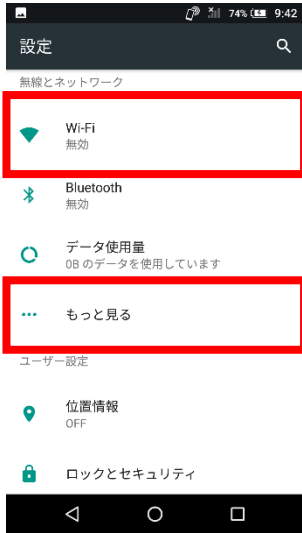 74% 9:42
設定
無線とネットワーク
Wi-Fi
無効
Bluetooth
無効
データ使用量
0B のデータを使用しています
もっと見る
ユーザー設定
位置情報
OFF
ロックとセキュリティ